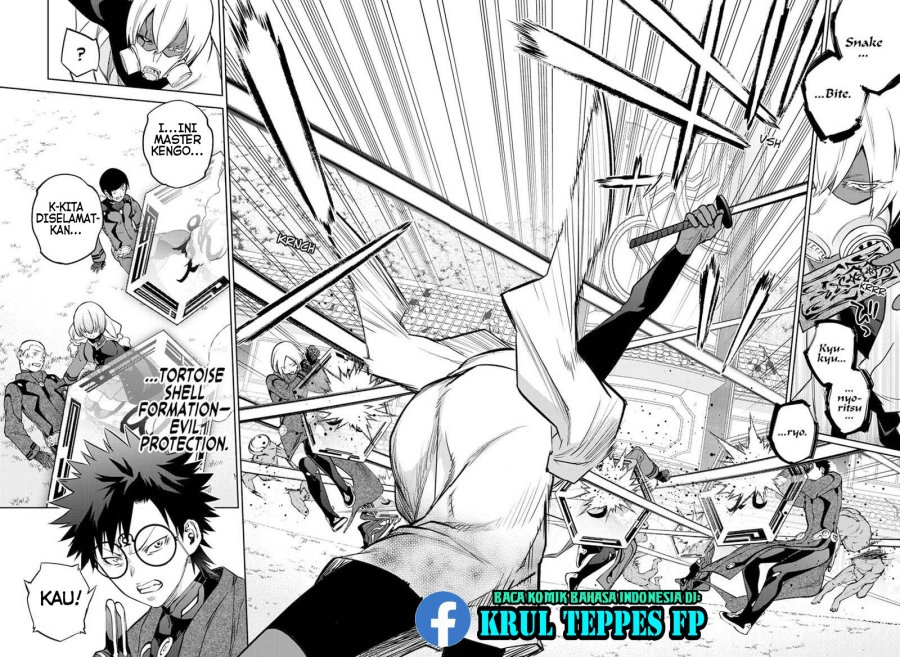 Snake
...
...Bite.
VSH
KRRR
Kyu-
kyu...
...
nyo-
ritsu
...ryo.
KRNCH
?
I...INI
MASTER
KENGO...
K-KITA
DISELAMAT-
KAN...
...TORTOISE
SHELL
FORMATION—
EVIL
PROTECTION.
KAU!
BACA KOMIK BAHASA INDONESIA DI:
f KRUL TEPPES FP